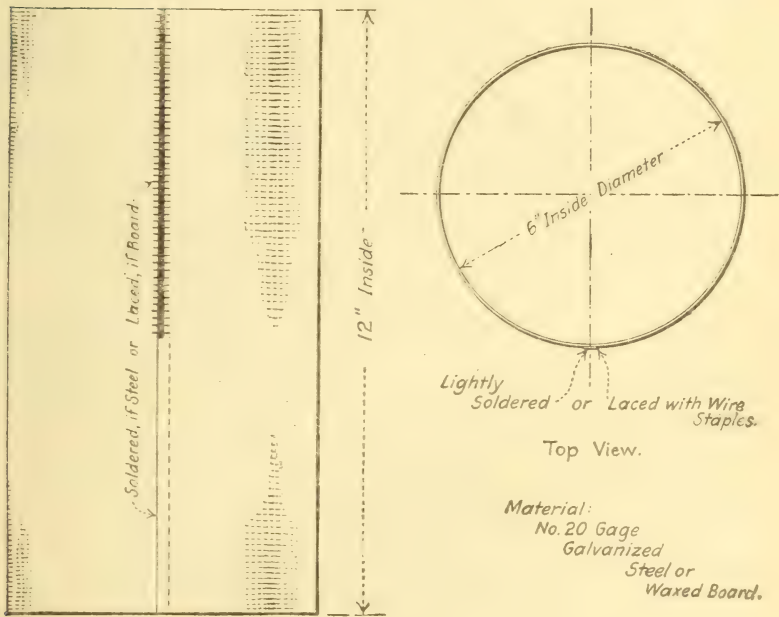 Soldered, if Steel or Laced, if Board.
12" Inside
6" Inside Diameter
Lightly
Soldered or Laced with Wire
Staples.
Top View.
Material:
No. 20 Gage
Galvanized
Steel or
Waxed Board.